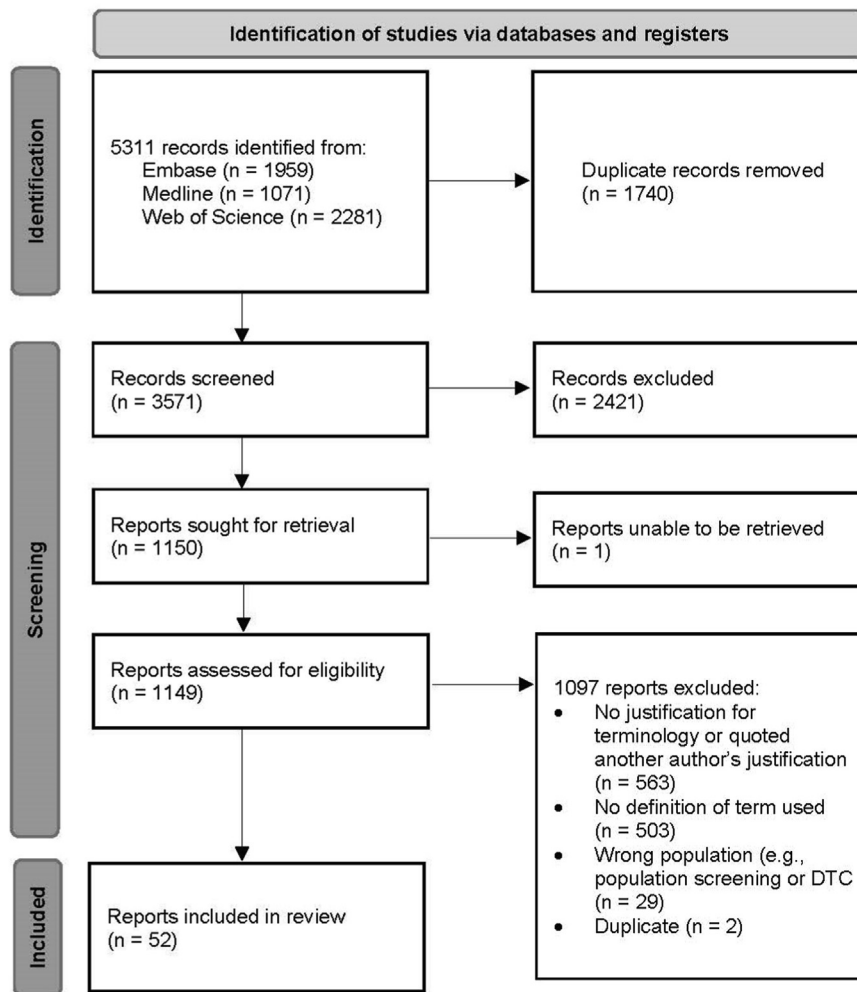 Identification of studies via databases and registers
Identification
5311 records identified from:
Embase (n = 1959)
Medline (n = 1071)
Web of Science (n = 2281)
Duplicate records removed
(n = 1740)
Screening
Records screened
(n = 3571)
Records excluded
(n = 2421)
Reports sought for retrieval
(n = 1150)
Reports unable to be retrieved
(n = 1)
Reports assessed for eligibility
(n = 1149)
1097 reports excluded:
• No justification for
terminology or quoted
another author's justification
(n = 563)
• No definition of term used
(n = 503)
• Wrong population (e.g.,
population screening or DTC
(n = 29)
• Duplicate (n = 2)
Included
Reports included in review
(n = 52)